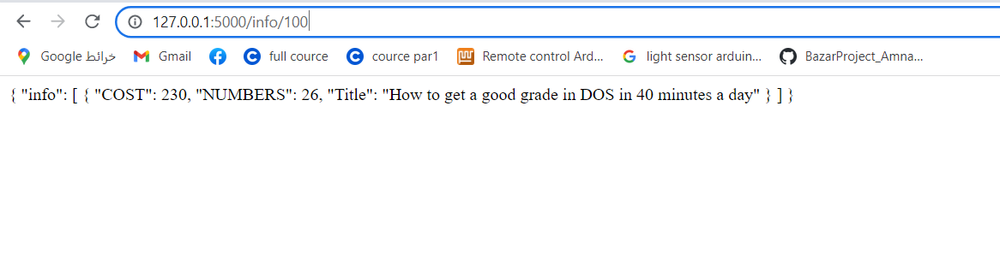 127.0.0.1:5000/info/100
خرائط Google Gmail full cource cource par1 Remote control Ard... light sensor arduin... BazarProject_Amna...
{ "info": [ { "COST": 230, "NUMBERS": 26, "Title": "How to get a good grade in DOS in 40 minutes a day" } ] }